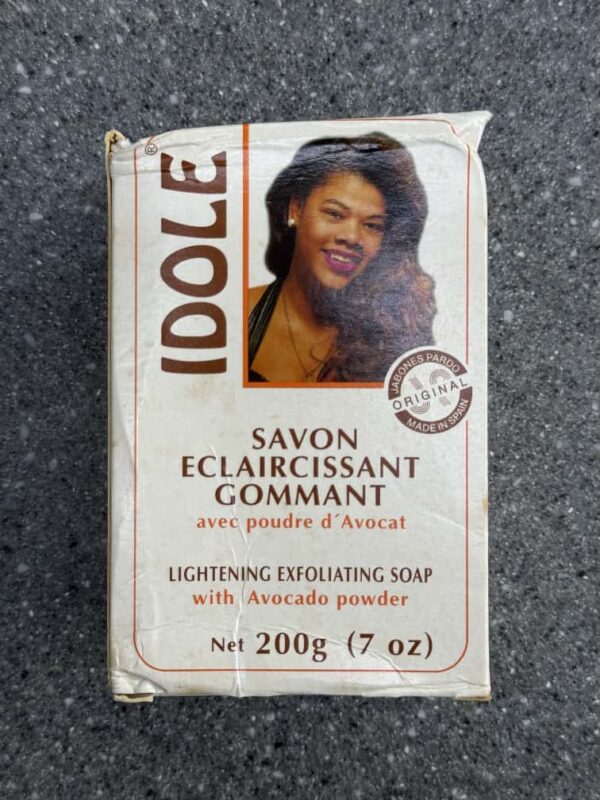 IDOLE®
JABONES PARDO
ORIGINAL
MADE IN SPAIN
SAVON
ECLAIRCISSANT
GOMMANT
avec poudre d´Avocat
LIGHTENING EXFOLIATING SOAP
with Avocado powder
Net 200g (7 oz)